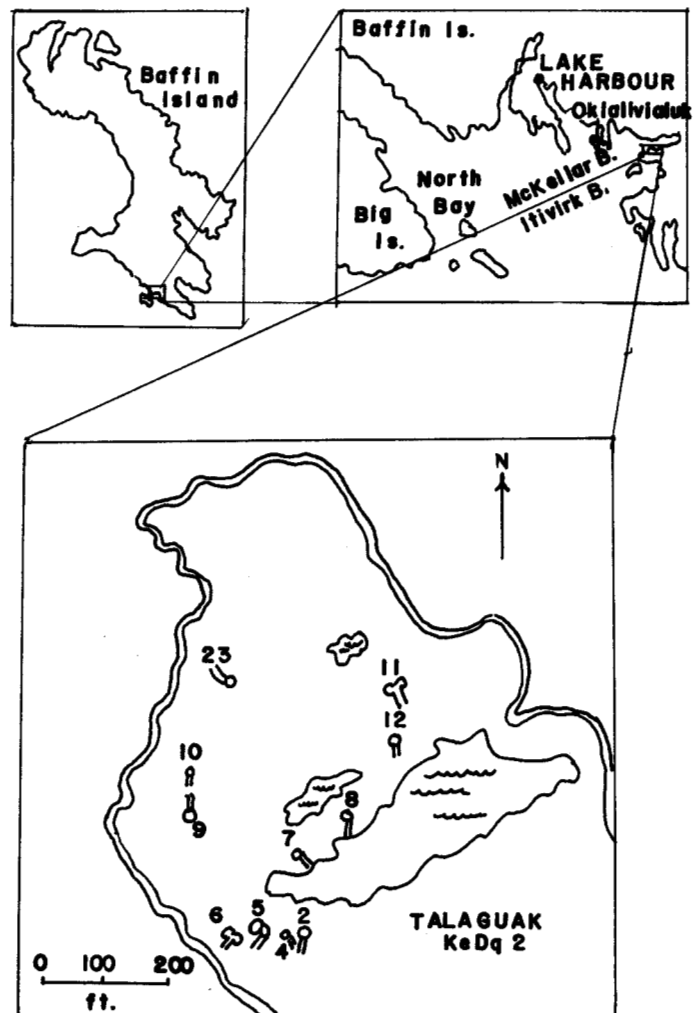 Baffin
Island
Baffin Is.
LAKE
HARBOUR
Okialivialuk
North
Bay
McKellar B.
Itivirk B.
Big
Is.
N
23
11
12
10
9
8
7
6
5
4
2
TALAGUAK
KeDq 2
0 100 200
ft.